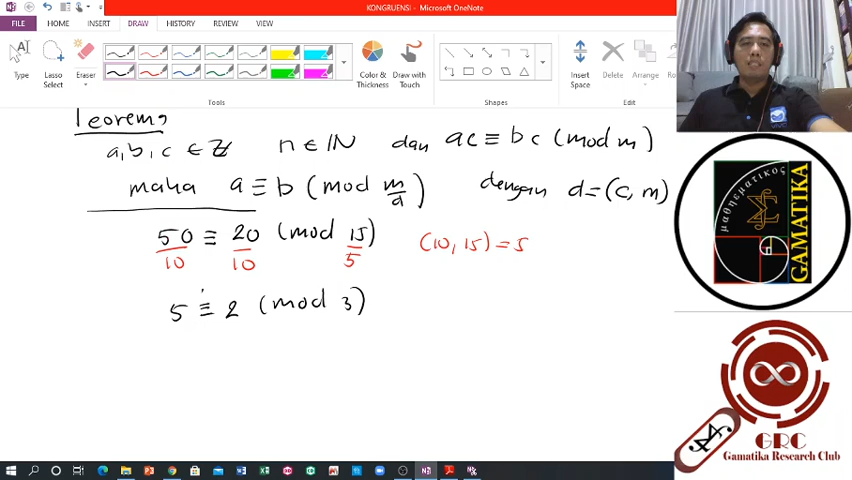 KONGRUENSI - Microsoft OneNote
FILE HOME INSERT DRAW HISTORY REVIEW VIEW
Type Lasso Select Eraser Color & Thickness Draw with Touch Insert Space Delete Arrange Rotate
Tools Shapes Edit
Teorema
a, b, c ∈ ℤ n ∈ IN dan ac ≡ bc (mod m)
maka a ≡ b (mod m/d) dengan d = (c, m)
50/10 ≡ 20/10 (mod 15/5) (10, 15) = 5
5 ≡ 2 (mod 3)
μαθηματικος
GAMATIKA
GRC
Gamatika Research Club